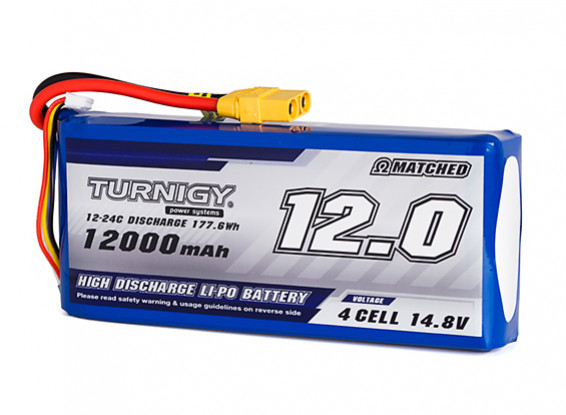 Ω MATCHED
TURNIGY®
power systems
12-24C DISCHARGE 177.6Wh
12000mAh
12.0
HIGH DISCHARGE LI-PO BATTERY
Please read safety warning & usage guidelines on reverse side
VOLTAGE
4 CELL 14.8V